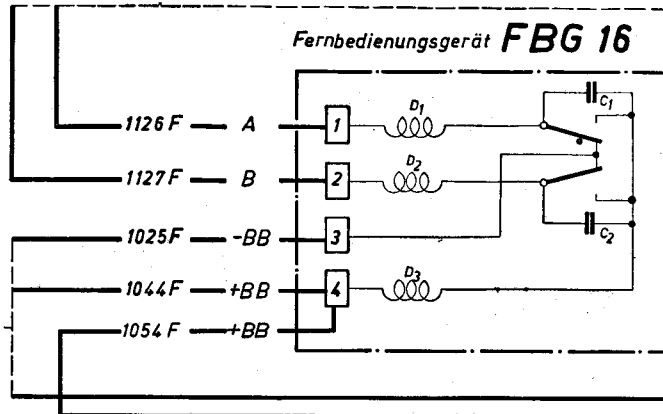 Fernbedienungsgerät FBG 16
1126 F A 1 D1 C1
1127 F B 2 D2
1025 F -BB 3 C2
1044 F +BB 4 D3
1054 F +BB